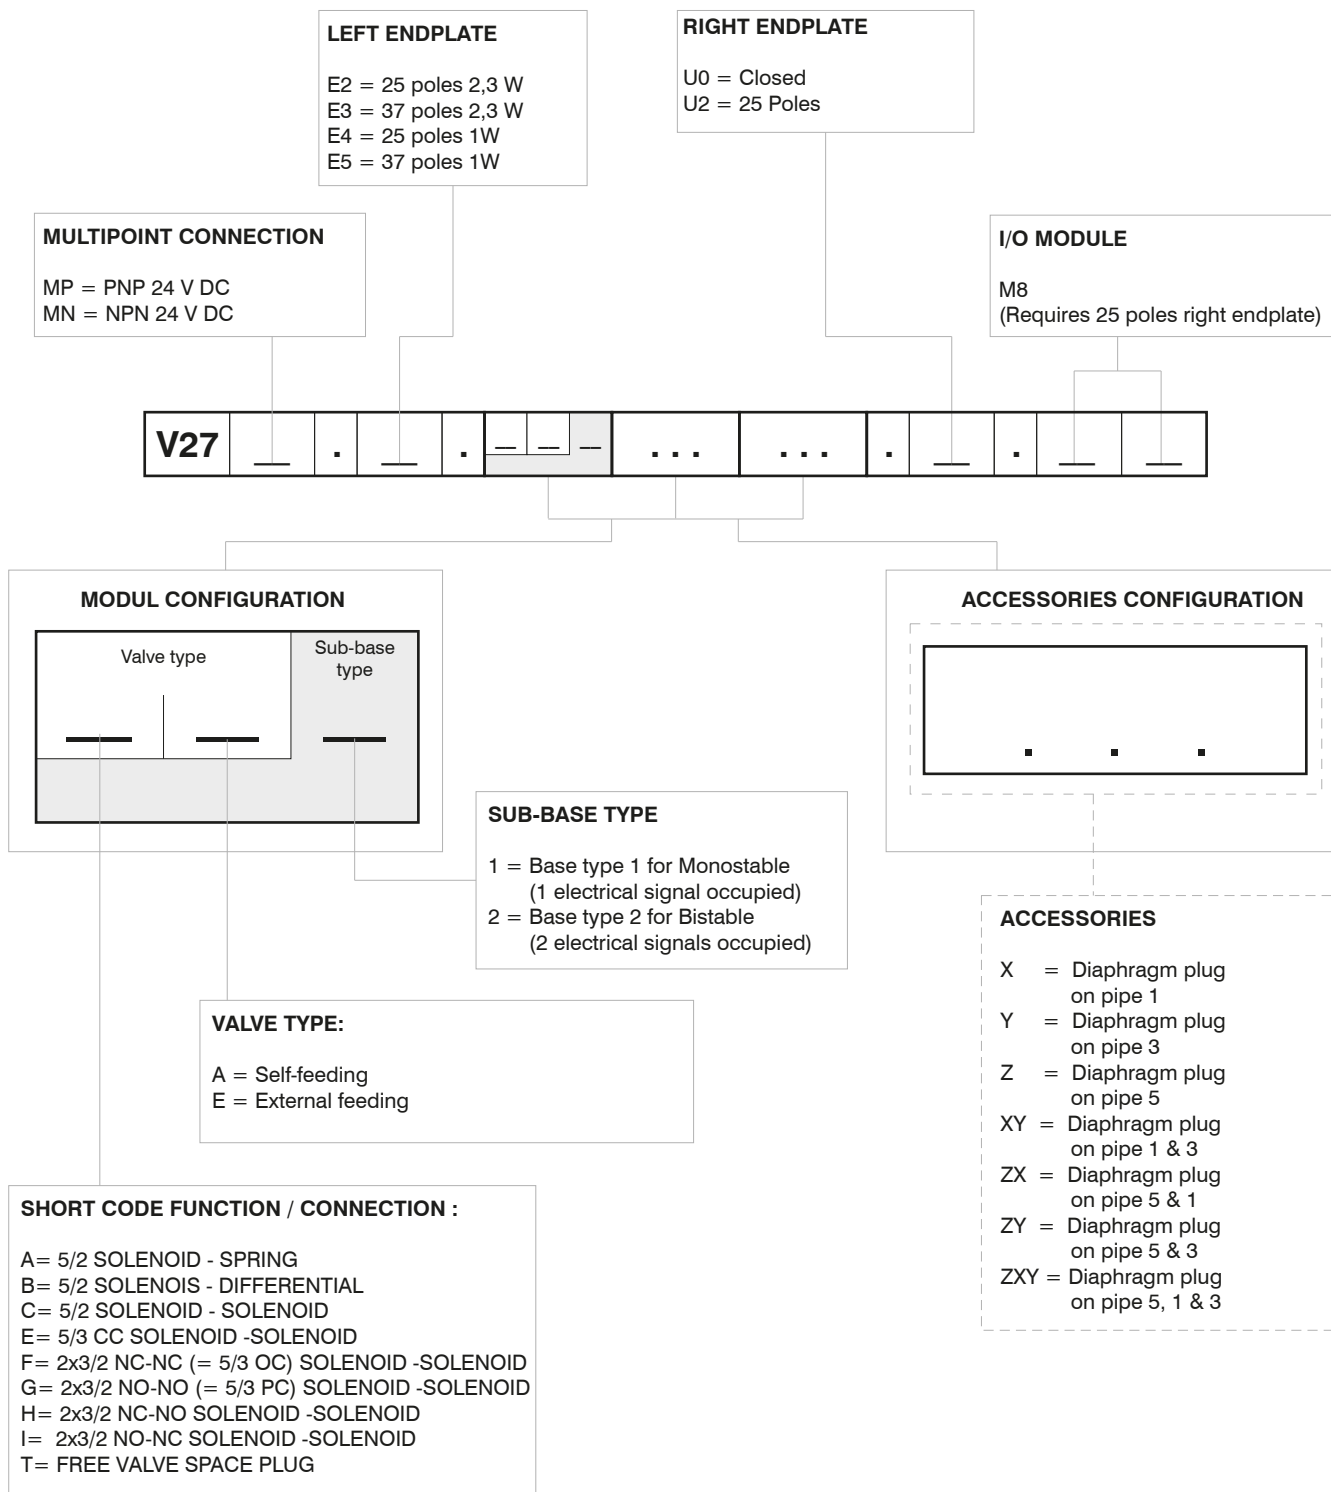 LEFT ENDPLATE
E2 = 25 poles 2,3 W
E3 = 37 poles 2,3 W
E4 = 25 poles 1W
E5 = 37 poles 1W
RIGHT ENDPLATE
U0 = Closed
U2 = 25 Poles
MULTIPOINT CONNECTION
MP = PNP 24 V DC
MN = NPN 24 V DC
I/O MODULE
M8
(Requires 25 poles right endplate)
V27 __ . __ . __ __ __ . . . . . . . __ . __ __
MODUL CONFIGURATION
Valve type
Sub-base
type
ACCESSORIES CONFIGURATION
. . .
SUB-BASE TYPE
1 = Base type 1 for Monostable
(1 electrical signal occupied)
2 = Base type 2 for Bistable
(2 electrical signals occupied)
VALVE TYPE:
A = Self-feeding
E = External feeding
ACCESSORIES
X = Diaphragm plug
on pipe 1
Y = Diaphragm plug
on pipe 3
Z = Diaphragm plug
on pipe 5
XY = Diaphragm plug
on pipe 1 & 3
ZX = Diaphragm plug
on pipe 5 & 1
ZY = Diaphragm plug
on pipe 5 & 3
ZXY = Diaphragm plug
on pipe 5, 1 & 3
SHORT CODE FUNCTION / CONNECTION :
A= 5/2 SOLENOID - SPRING
B= 5/2 SOLENOIS - DIFFERENTIAL
C= 5/2 SOLENOID - SOLENOID
E= 5/3 CC SOLENOID -SOLENOID
F= 2x3/2 NC-NC (= 5/3 OC) SOLENOID -SOLENOID
G= 2x3/2 NO-NO (= 5/3 PC) SOLENOID -SOLENOID
H= 2x3/2 NC-NO SOLENOID -SOLENOID
I= 2x3/2 NO-NC SOLENOID -SOLENOID
T= FREE VALVE SPACE PLUG